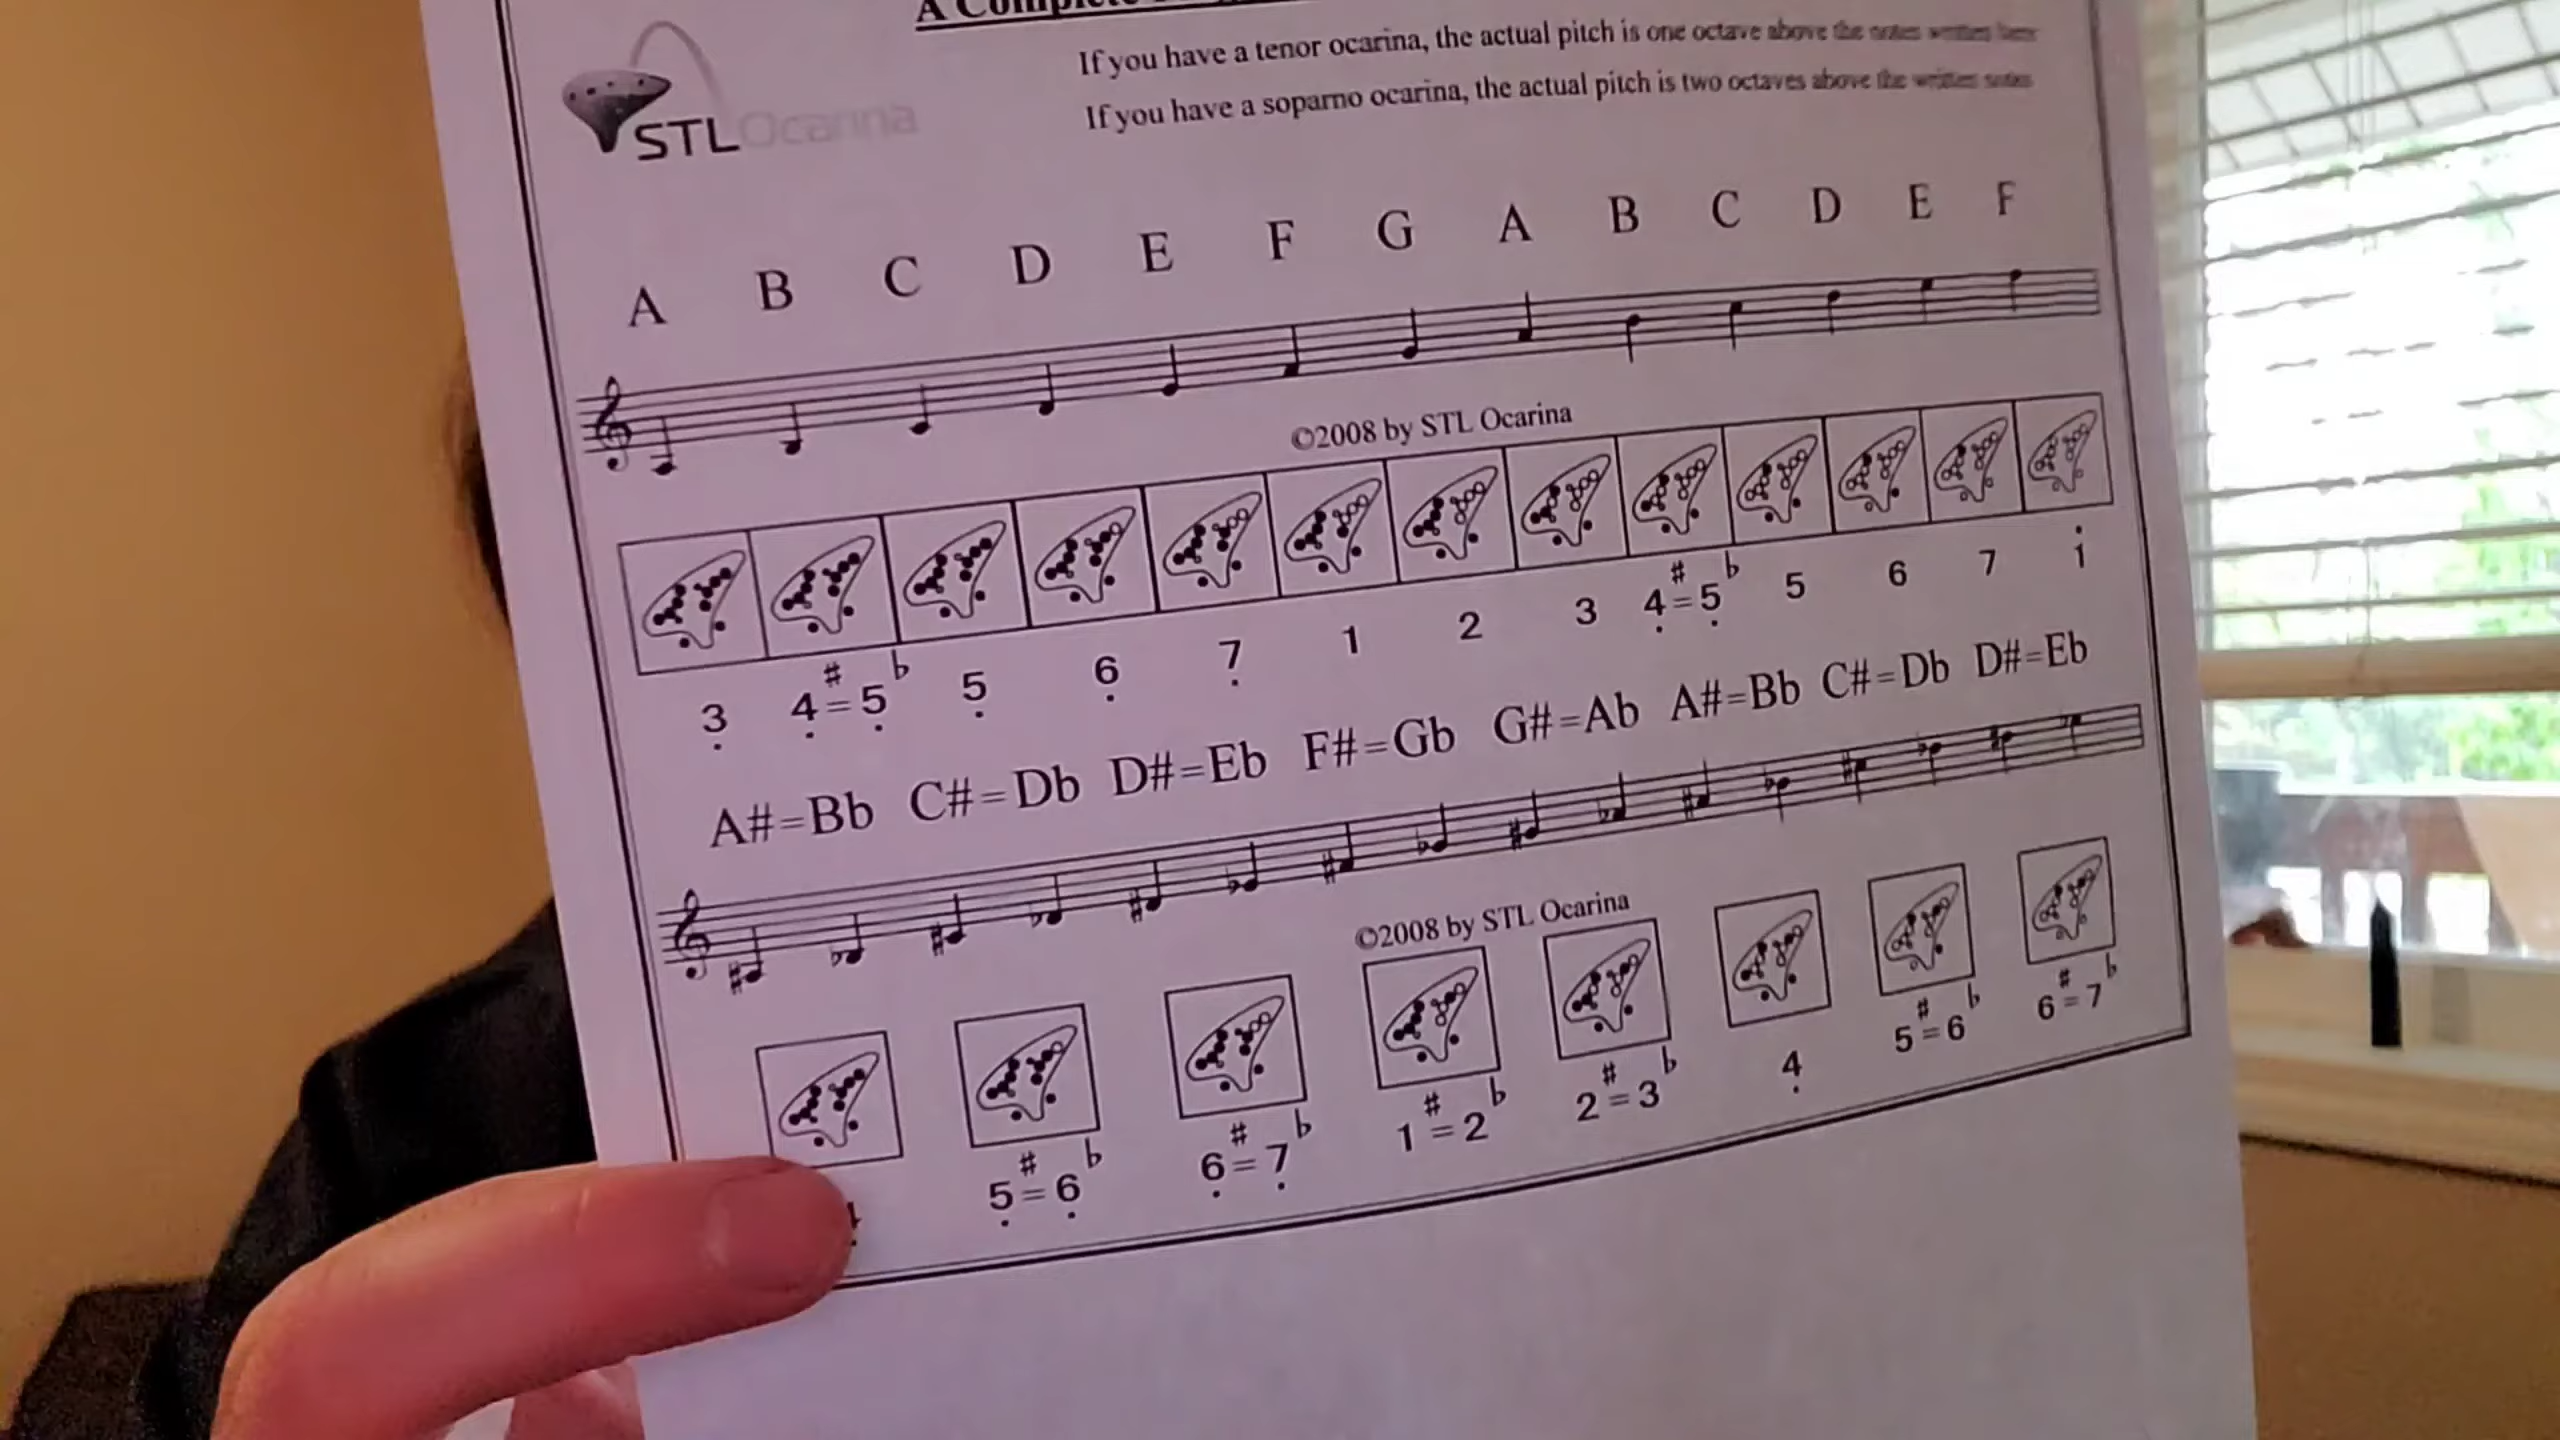 A
STL Ocarina
If you have a tenor ocarina, the actual pitch is one octave above the notes written here
If you have a soparno ocarina, the actual pitch is two octaves above the written notes
A B C D E F G A B C D E F
©2008 by STL Ocarina
3 4♯=5♭ 5 6 7 1 2 3 4♯=5♭ 5 6 7 1
A#=Bb C#=Db D#=Eb F#=Gb G#=Ab A#=Bb C#=Db D#=Eb
©2008 by STL Ocarina
5♯=6♭ 6♯=7♭ 1♯=2♭ 2♯=3♭ 4 5♯=6♭ 6♯=7♭